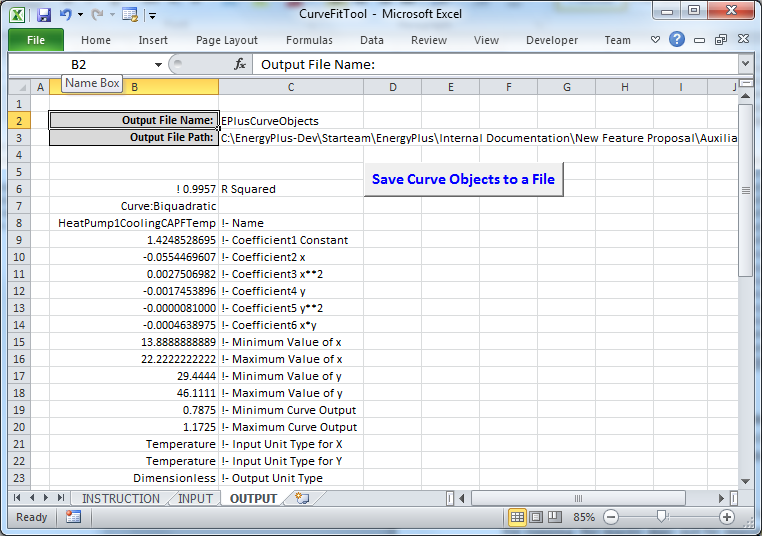 CurveFitTool - Microsoft Excel
File Home Insert Page Layout Formulas Data Review View Developer Team
B2 fx Output File Name:
Name Box
A B C D E F G H I J
1
2 Output File Name: EPlusCurveObjects
3 Output File Path: C:\EnergyPlus-Dev\Starteam\EnergyPlus\Internal Documentation\New Feature Proposal\Auxilia
4
5
Save Curve Objects to a File
6 ! 0.9957 R Squared
7 Curve:Biquadratic
8 HeatPump1CoolingCAPFTemp !- Name
9 1.4248528695 !- Coefficient1 Constant
10 -0.0554469607 !- Coefficient2 x
11 0.0027506982 !- Coefficient3 x**2
12 -0.0017453896 !- Coefficient4 y
13 -0.0000081000 !- Coefficient5 y**2
14 -0.0004638975 !- Coefficient6 x*y
15 13.8888888889 !- Minimum Value of x
16 22.2222222222 !- Maximum Value of x
17 29.4444 !- Minimum Value of y
18 46.1111 !- Maximum Value of y
19 0.7875 !- Minimum Curve Output
20 1.1725 !- Maximum Curve Output
21 Temperature !- Input Unit Type for X
22 Temperature !- Input Unit Type for Y
23 Dimensionless !- Output Unit Type
INSTRUCTION INPUT OUTPUT
Ready 85%